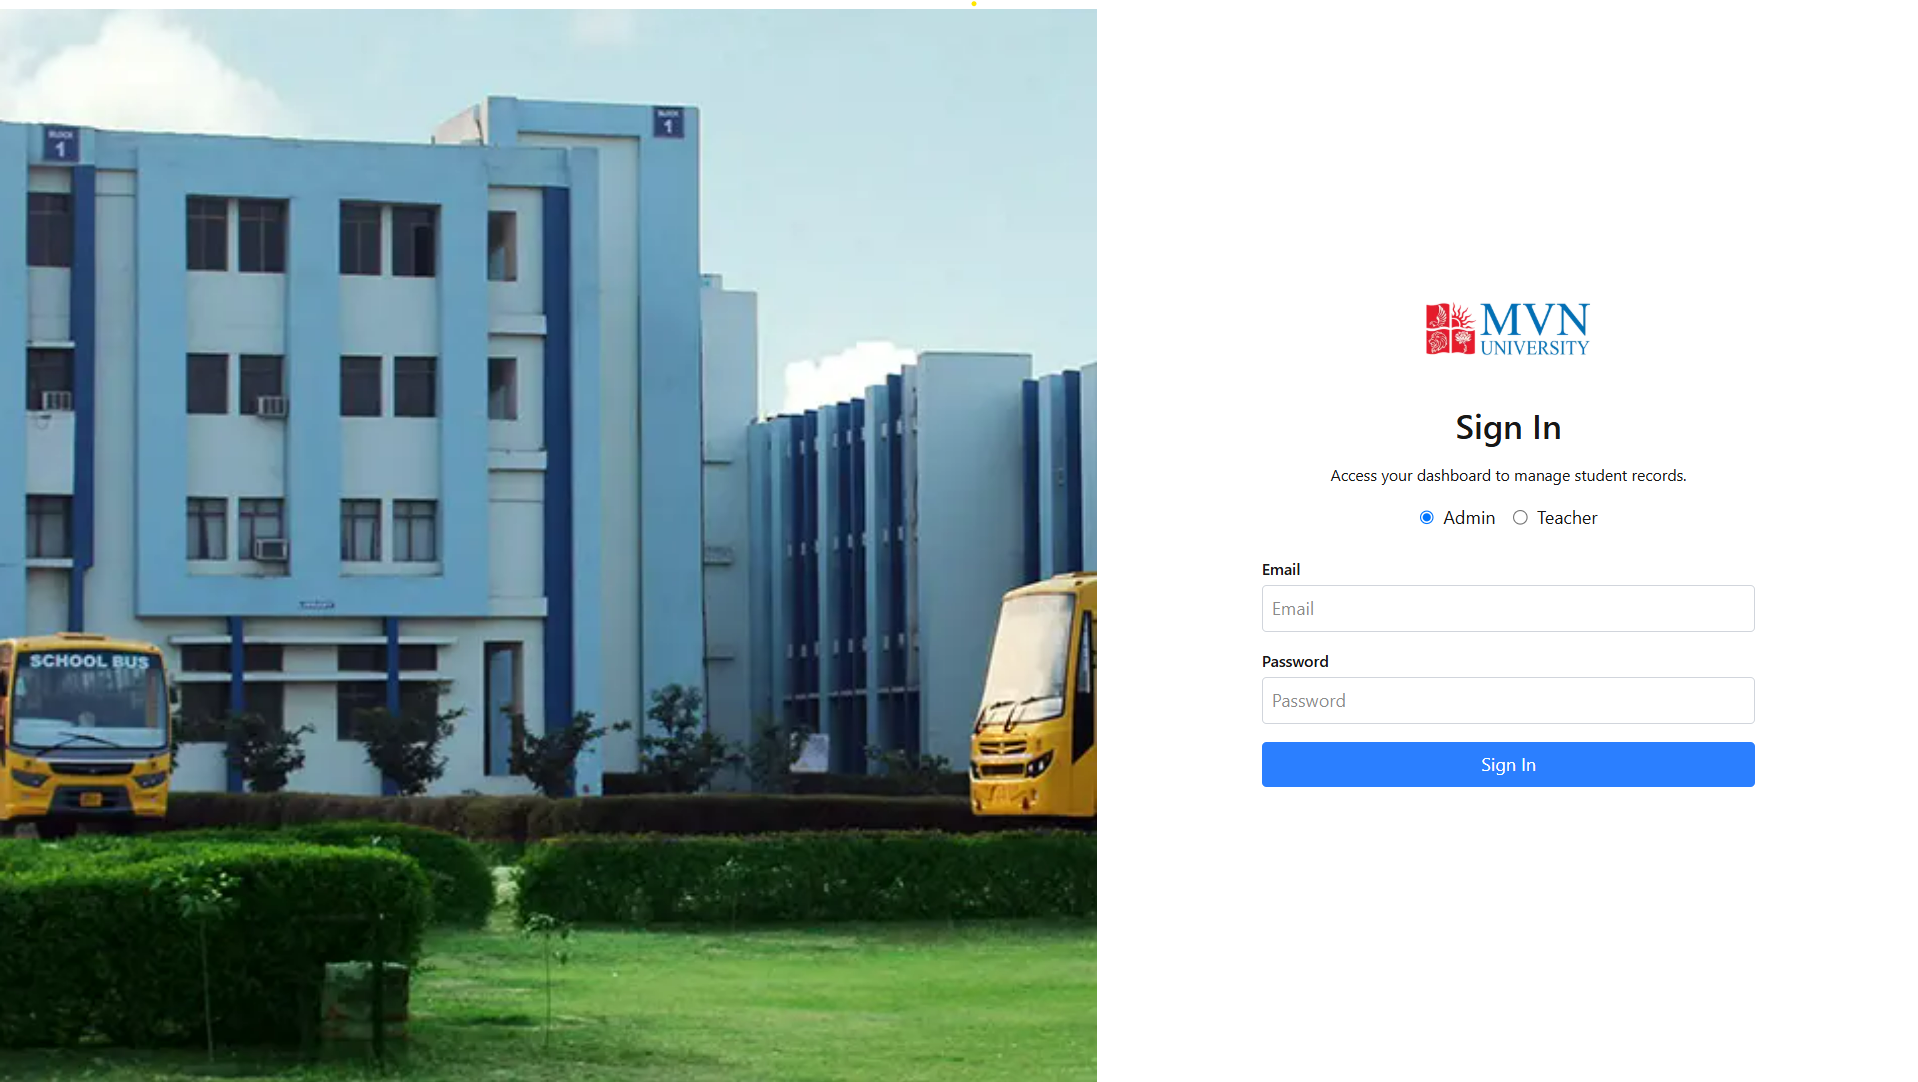 BLOCK
1
BLOCK
1
SCHOOL BUS
MVN
UNIVERSITY
Sign In
Access your dashboard to manage student records.
Admin
Teacher
Email
Email
Password
Password
Sign In